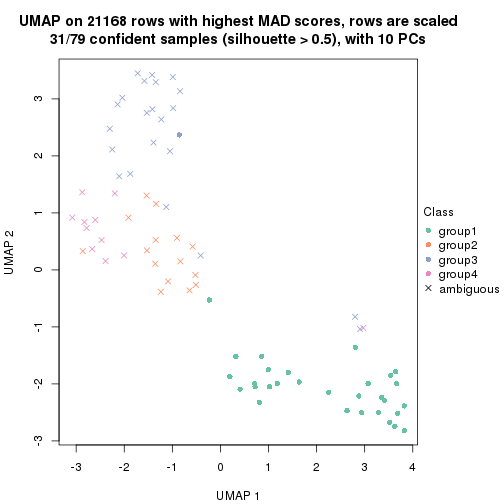 UMAP on 21168 rows with highest MAD scores, rows are scaled
31/79 confident samples (silhouette > 0.5), with 10 PCs
3
2
1
0
-1
-2
-3
UMAP 2
-3 -2 -1 0 1 2 3 4
UMAP 1
Class
group1
group2
group3
group4
ambiguous